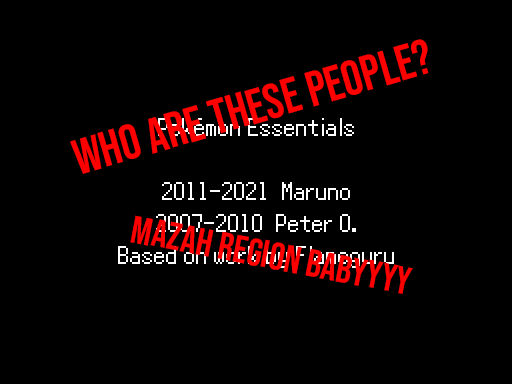 WHO ARE THESE PEOPLE?
Pokémon Essentials
2011-2021 Maruno
2007-2010 Peter O.
MAZAH REGION BABYYYY
Based on work by Flameguru